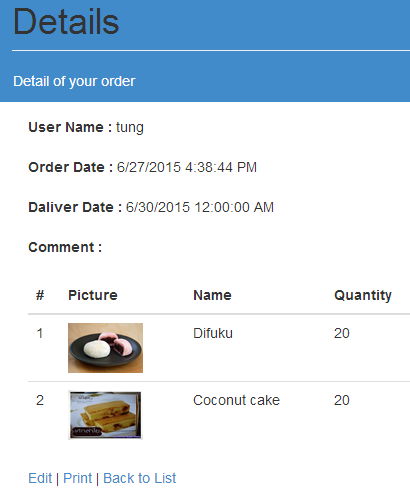 Details
Detail of your order
User Name : tung
Order Date : 6/27/2015 4:38:44 PM
Daliver Date : 6/30/2015 12:00:00 AM
Comment :
# Picture Name Quantity
1 Difuku 20
2 Coconut cake 20
Edit | Print | Back to List